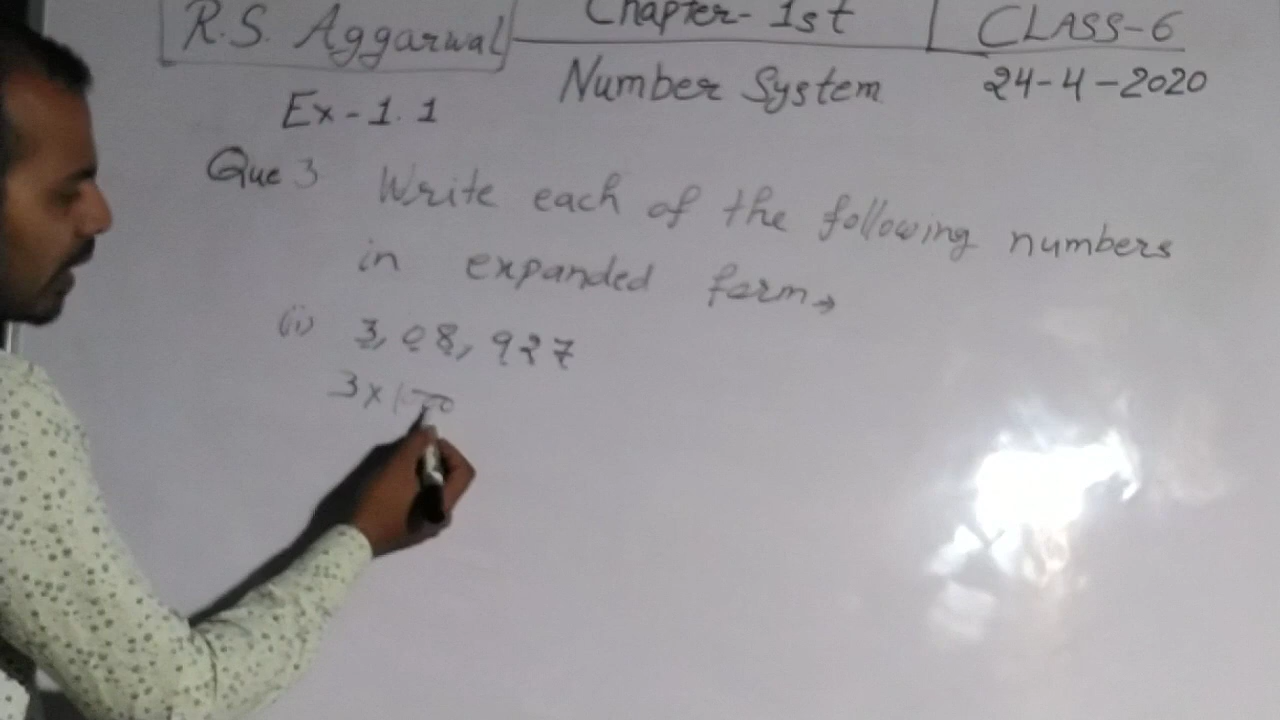 R.S. Aggarwal Chapter- 1st CLASS-6
Ex-1.1 Number System 24-4-2020
Que 3 Write each of the following numbers
in expanded form→
(i) 3,08,927
3×